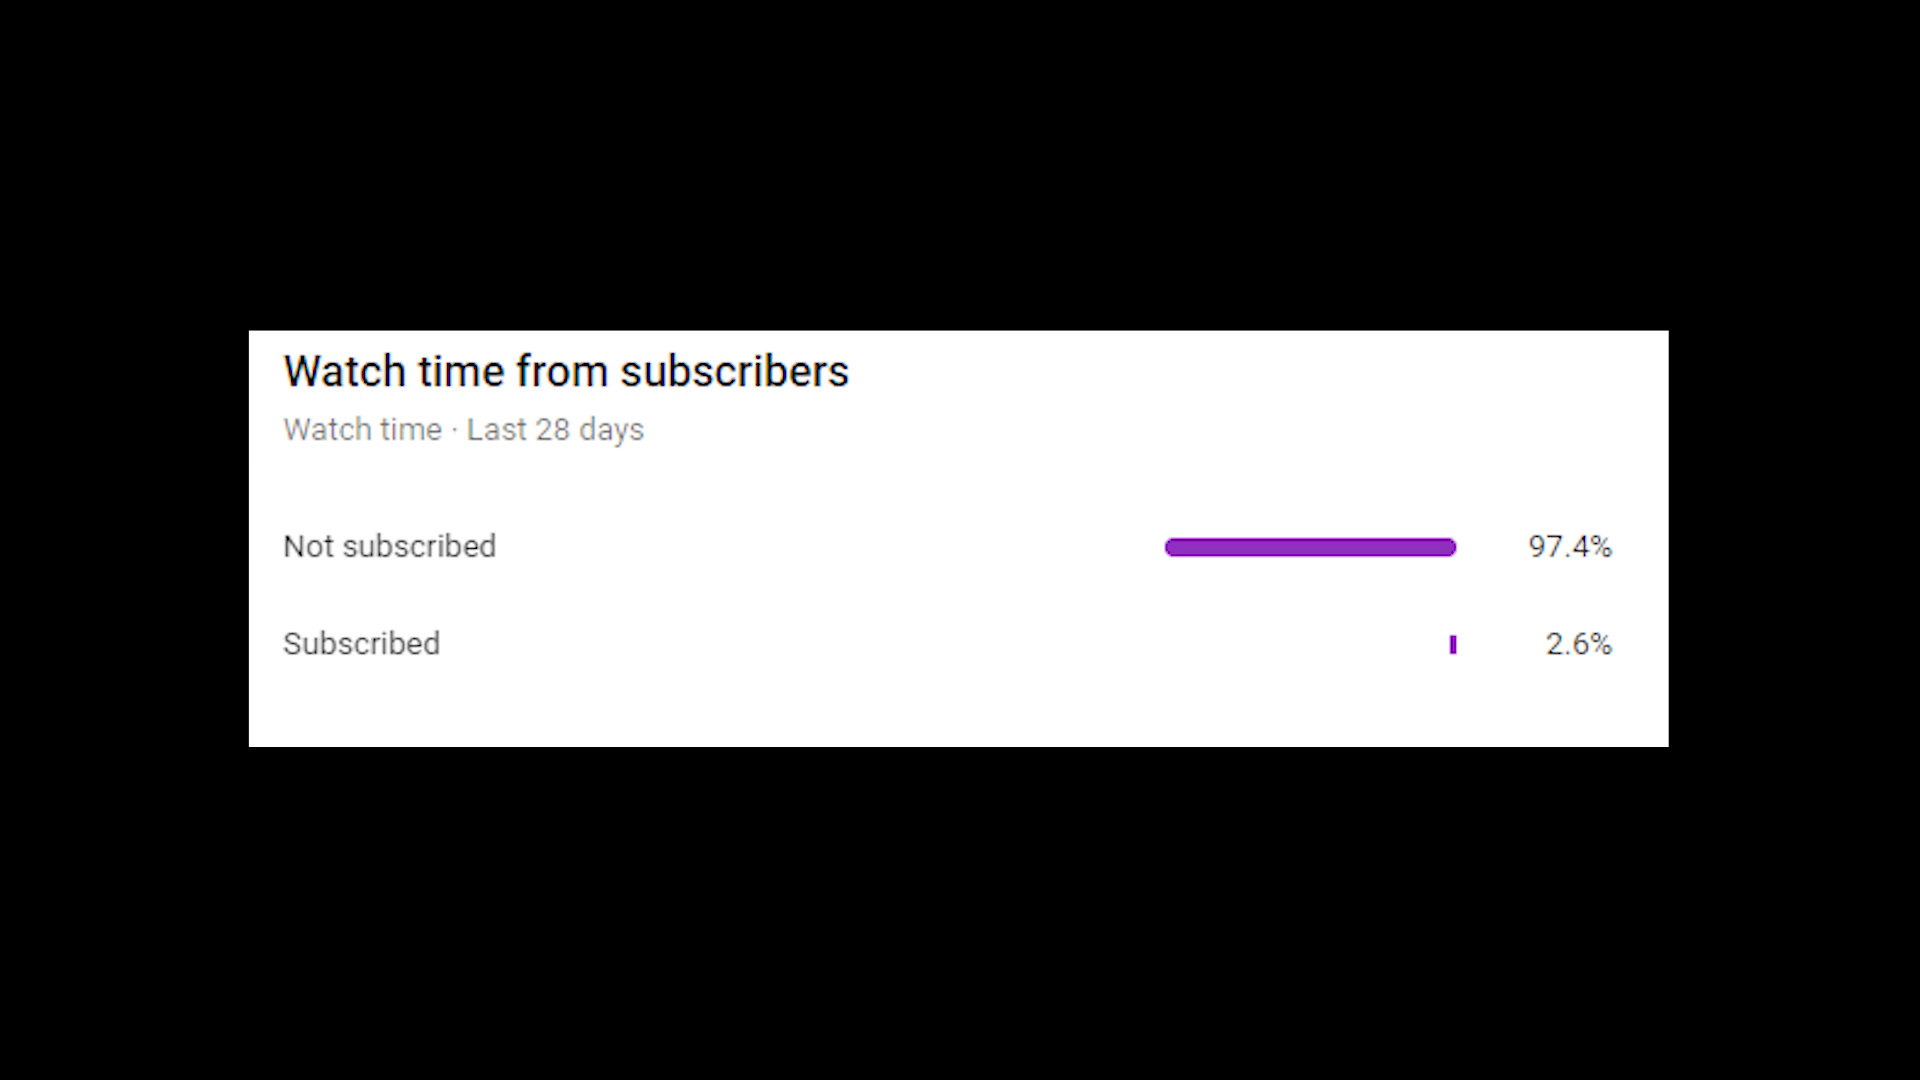 Watch time from subscribers
Watch time · Last 28 days
Not subscribed 97.4%
Subscribed 2.6%